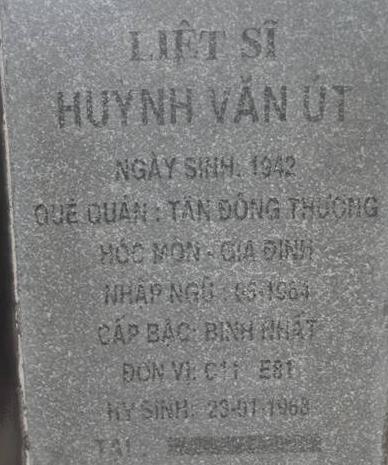 LIỆT SĨ
HUỲNH VĂN ÚT
NGÀY SINH: 1942
QUÊ QUÁN : TÂN ĐÔNG THƯỢNG
HÓC MÔN - GIA ĐỊNH
NHẬP NGŨ : 06-1964
CẤP BẬC: BINH NHẤT
ĐƠN VỊ: C11 E81
HY SINH: 23-01-1968
TẠI :